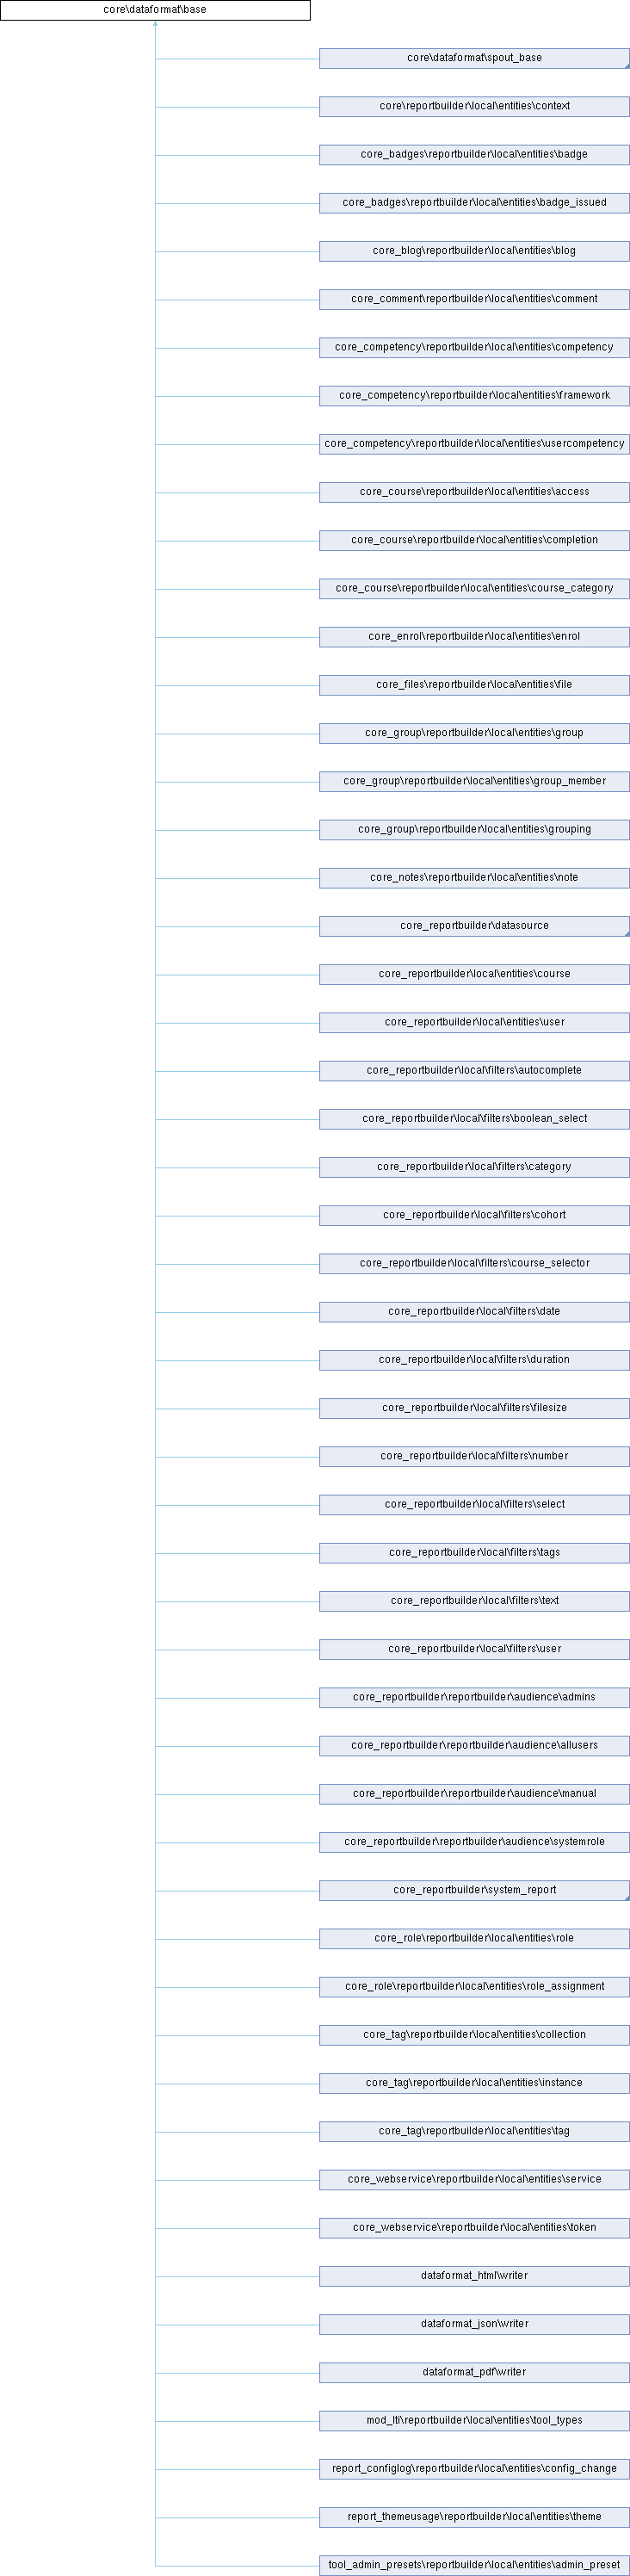 core\dataformat\base
core\dataformat\spout_base
core\reportbuilder\local\entities\context
core_badges\reportbuilder\local\entities\badge
core_badges\reportbuilder\local\entities\badge_issued
core_blog\reportbuilder\local\entities\blog
core_comment\reportbuilder\local\entities\comment
core_competency\reportbuilder\local\entities\competency
core_competency\reportbuilder\local\entities\framework
core_competency\reportbuilder\local\entities\usercompetency
core_course\reportbuilder\local\entities\access
core_course\reportbuilder\local\entities\completion
core_course\reportbuilder\local\entities\course_category
core_enrol\reportbuilder\local\entities\enrol
core_files\reportbuilder\local\entities\file
core_group\reportbuilder\local\entities\group
core_group\reportbuilder\local\entities\group_member
core_group\reportbuilder\local\entities\grouping
core_notes\reportbuilder\local\entities\note
core_reportbuilder\datasource
core_reportbuilder\local\entities\course
core_reportbuilder\local\entities\user
core_reportbuilder\local\filters\autocomplete
core_reportbuilder\local\filters\boolean_select
core_reportbuilder\local\filters\category
core_reportbuilder\local\filters\cohort
core_reportbuilder\local\filters\course_selector
core_reportbuilder\local\filters\date
core_reportbuilder\local\filters\duration
core_reportbuilder\local\filters\filesize
core_reportbuilder\local\filters\number
core_reportbuilder\local\filters\select
core_reportbuilder\local\filters\tags
core_reportbuilder\local\filters\text
core_reportbuilder\local\filters\user
core_reportbuilder\reportbuilder\audience\admins
core_reportbuilder\reportbuilder\audience\allusers
core_reportbuilder\reportbuilder\audience\manual
core_reportbuilder\reportbuilder\audience\systemrole
core_reportbuilder\system_report
core_role\reportbuilder\local\entities\role
core_role\reportbuilder\local\entities\role_assignment
core_tag\reportbuilder\local\entities\collection
core_tag\reportbuilder\local\entities\instance
core_tag\reportbuilder\local\entities\tag
core_webservice\reportbuilder\local\entities\service
core_webservice\reportbuilder\local\entities\token
dataformat_html\writer
dataformat_json\writer
dataformat_pdf\writer
mod_lti\reportbuilder\local\entities\tool_types
report_configlog\reportbuilder\local\entities\config_change
report_themeusage\reportbuilder\local\entities\theme
tool_admin_presets\reportbuilder\local\entities\admin_preset